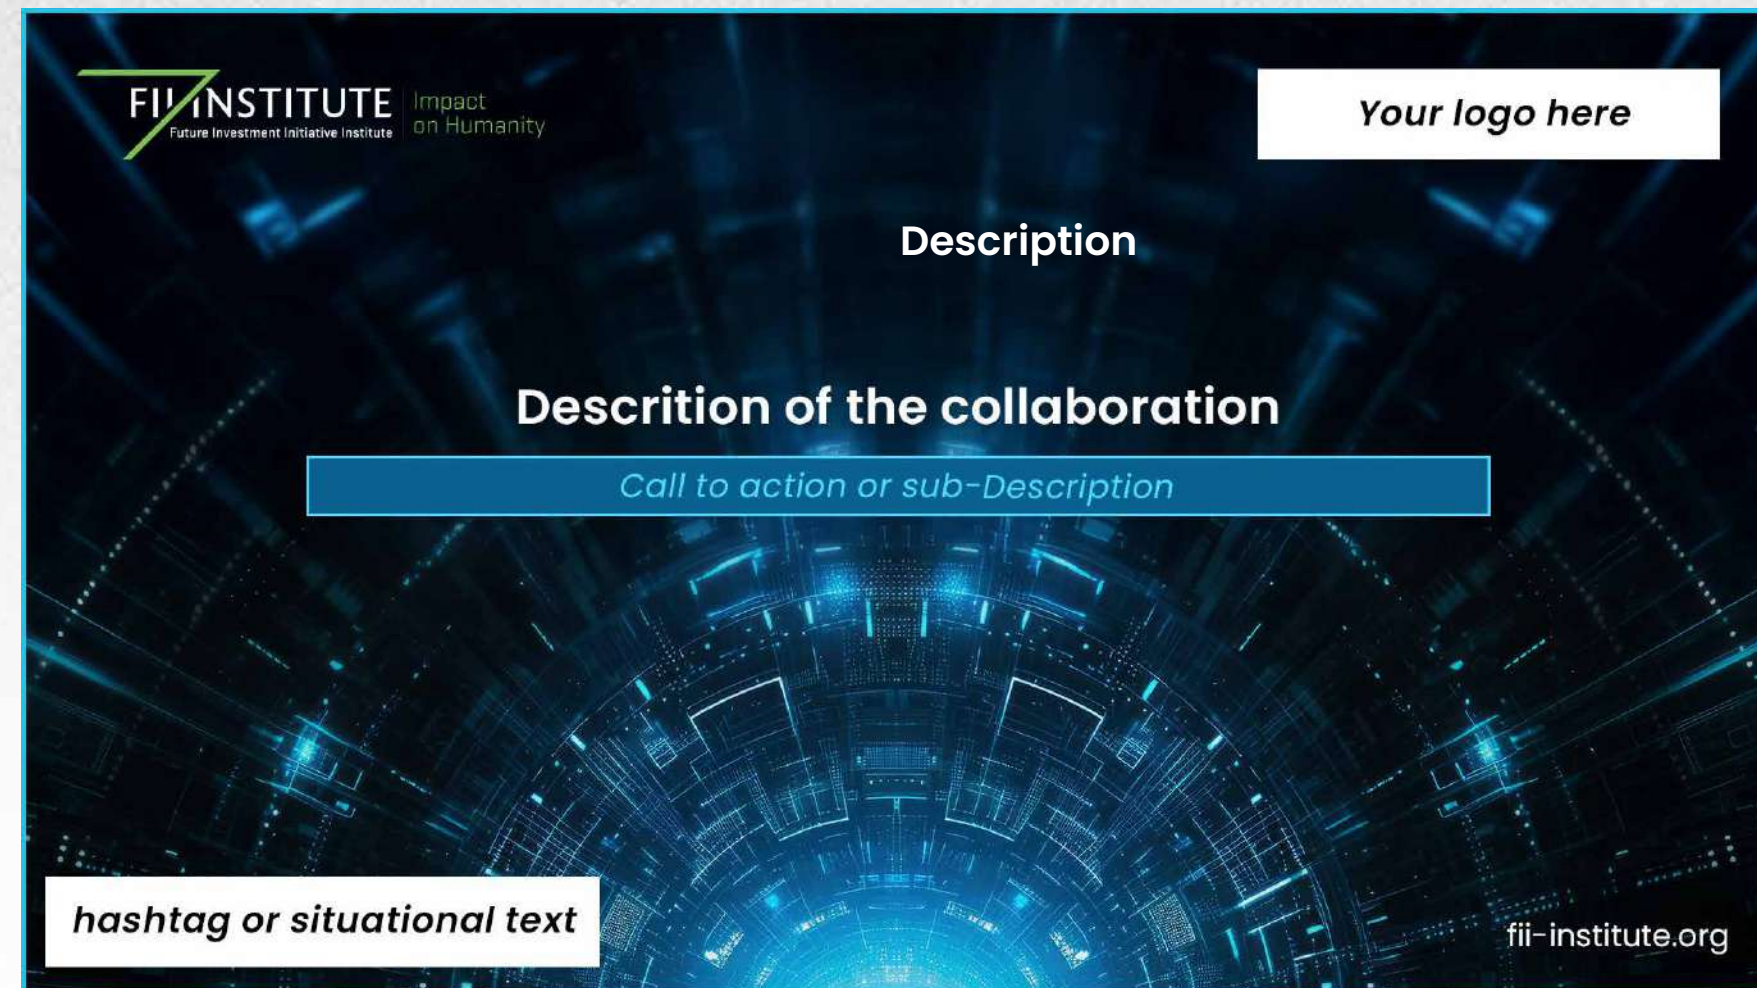 FII INSTITUTE
Future Investment Initiative Institute
Impact
on Humanity
Your logo here
Description
Descrition of the collaboration
Call to action or sub-Description
hashtag or situational text
fii-institute.org